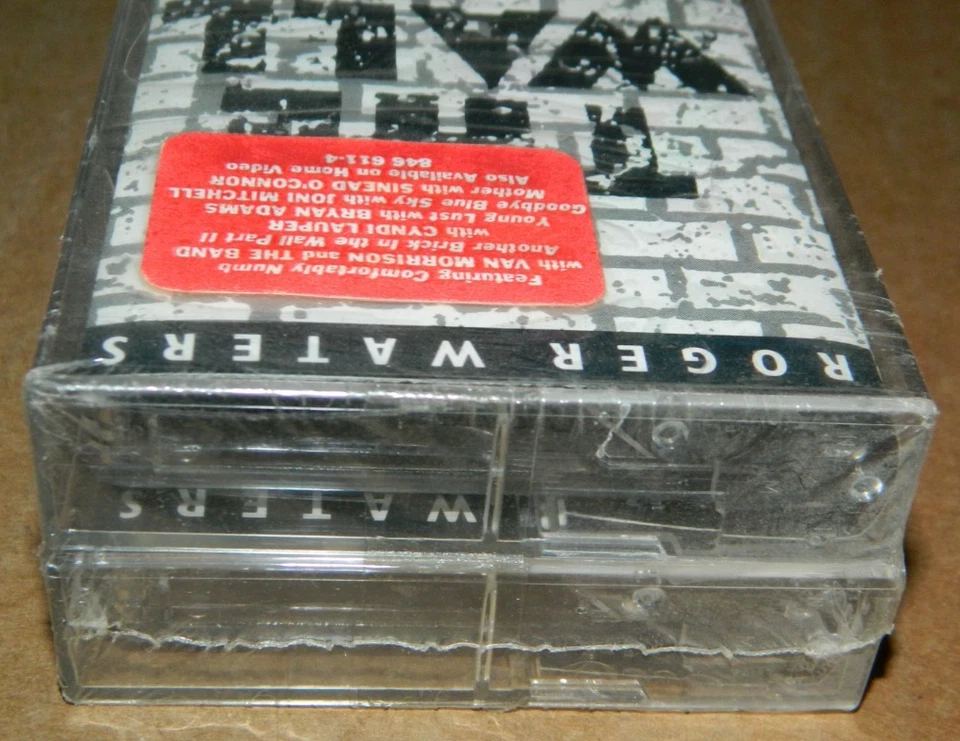 WATERS
ROGER WATERS
Featuring Comfortably Numb
with VAN MORRISON and THE BAND
Another Brick In the Wall Part II
with CYNDI LAUPER
Young Lust with BRYAN ADAMS
Goodbye Blue Sky with JONI MITCHELL
Mother with SINEAD O'CONNOR
Also Available on Home Video
846 611-4
THE
WALL